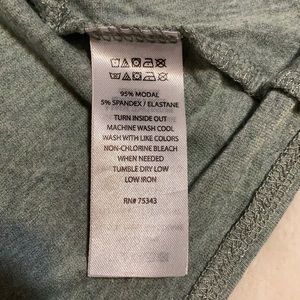 95% MODAL
5% SPANDEX / ELASTANE
TURN INSIDE OUT
MACHINE WASH COOL
WASH WITH LIKE COLORS
NON-CHLORINE BLEACH
WHEN NEEDED
TUMBLE DRY LOW
LOW IRON
RN# 75343